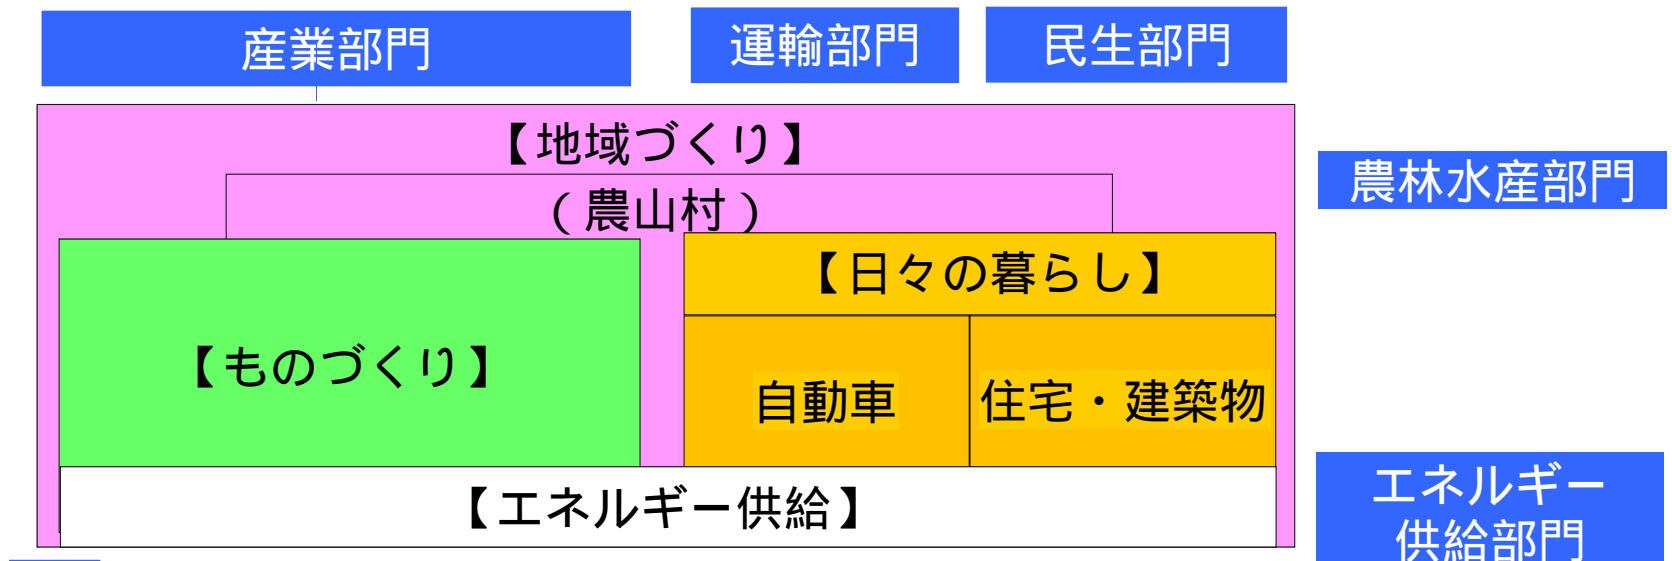 産業部門
運輸部門
民生部門
【地域づくり】
(農山村)
農林水産部門
【日々の暮らし】
【ものづくり】
自動車
住宅・建築物
【エネルギー供給】
エネルギー
供給部門